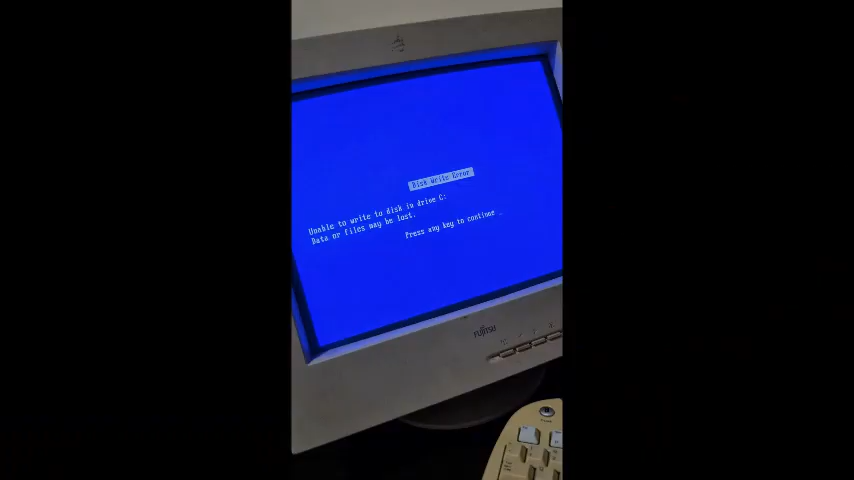 Disk Write Error
Unable to write to disk in drive C:
Data or files may be lost.
Press any key to continue _
FUJITSU